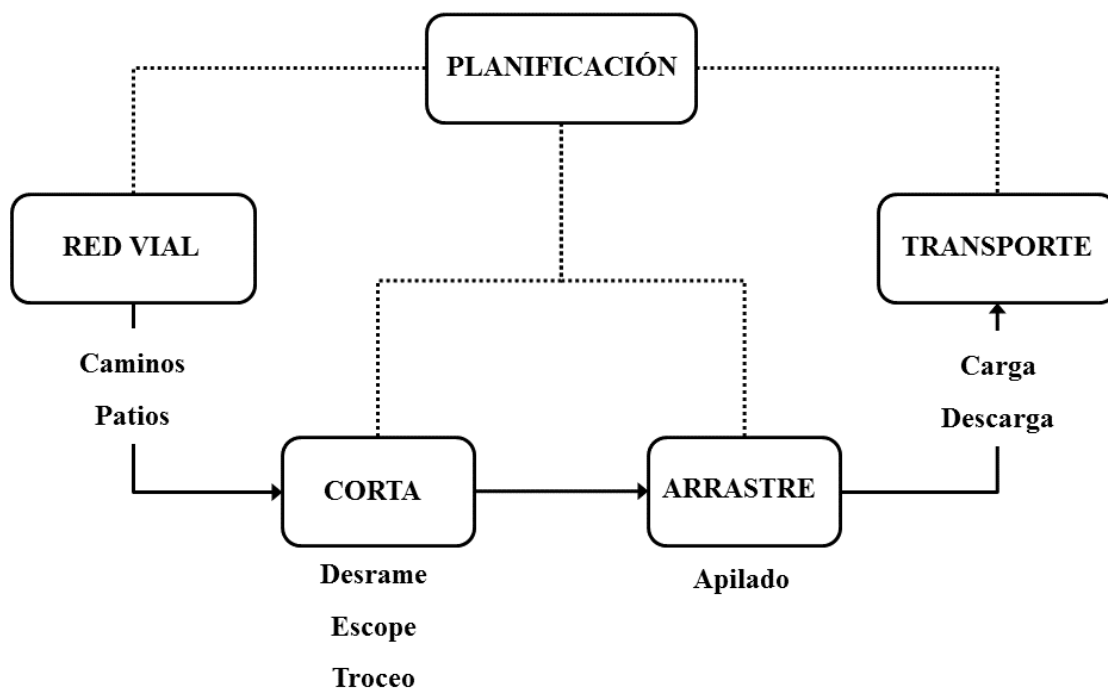 PLANIFICACIÓN
RED VIAL
TRANSPORTE
Caminos
Patios
Carga
Descarga
CORTA
ARRASTRE
Desrame
Escope
Troceo
Apilado